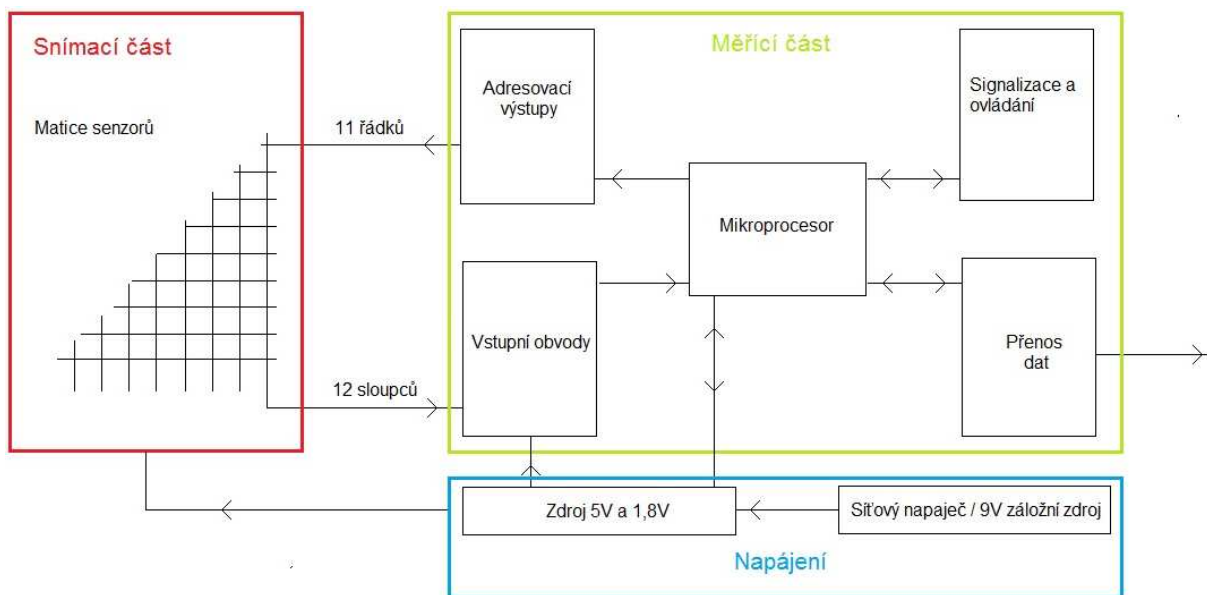 Snímací část
Matice senzorů
11 řádků
12 sloupců
Měřící část
Adresovací
výstupy
Signalizace a
ovládání
Mikroprocesor
Vstupní obvody
Přenos
dat
Zdroj 5V a 1,8V
Síťový napaječ / 9V záložní zdroj
Napájení